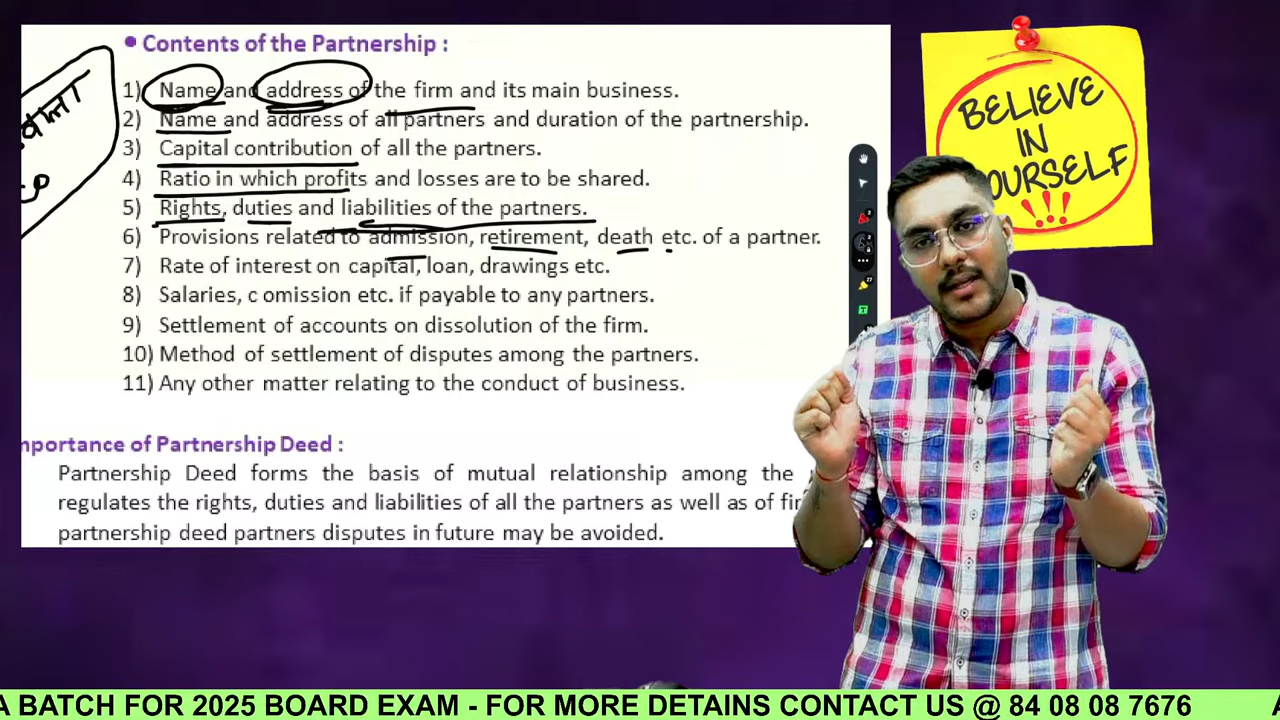 ● Contents of the Partnership :
1) Name and address of the firm and its main business.
2) Name and address of all partners and duration of the partnership.
3) Capital contribution of all the partners.
4) Ratio in which profits and losses are to be shared.
5) Rights, duties and liabilities of the partners.
6) Provisions related to admission, retirement, death etc. of a partner.
7) Rate of interest on capital, loan, drawings etc.
8) Salaries, c omission etc. if payable to any partners.
9) Settlement of accounts on dissolution of the firm.
10) Method of settlement of disputes among the partners.
11) Any other matter relating to the conduct of business.
mportance of Partnership Deed :
Partnership Deed forms the basis of mutual relationship among the
regulates the rights, duties and liabilities of all the partners as well as of fir
partnership deed partners disputes in future may be avoided.
BELIEVE
IN
OURSELF
!!!
A BATCH FOR 2025 BOARD EXAM - FOR MORE DETAINS CONTACT US @ 84 08 08 7676